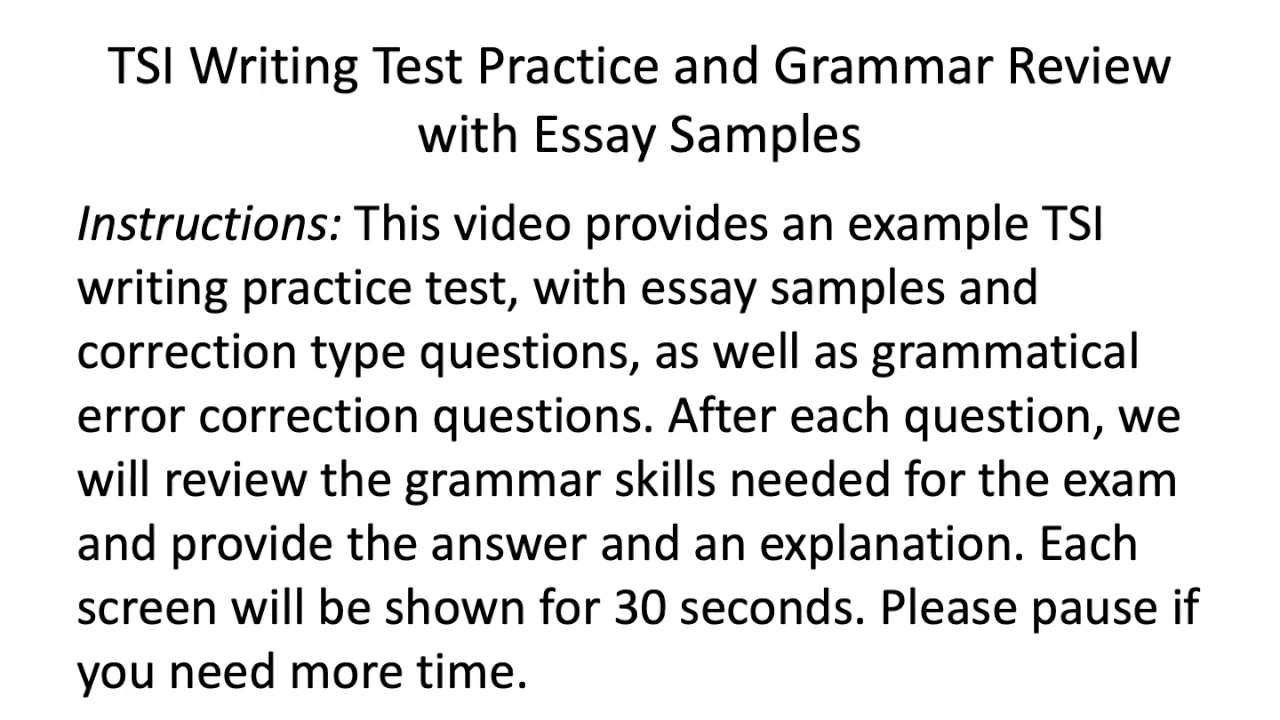 TSI Writing Test Practice and Grammar Review
with Essay Samples
Instructions: This video provides an example TSI
writing practice test, with essay samples and
correction type questions, as well as grammatical
error correction questions. After each question, we
will review the grammar skills needed for the exam
and provide the answer and an explanation. Each
screen will be shown for 30 seconds. Please pause if
you need more time.